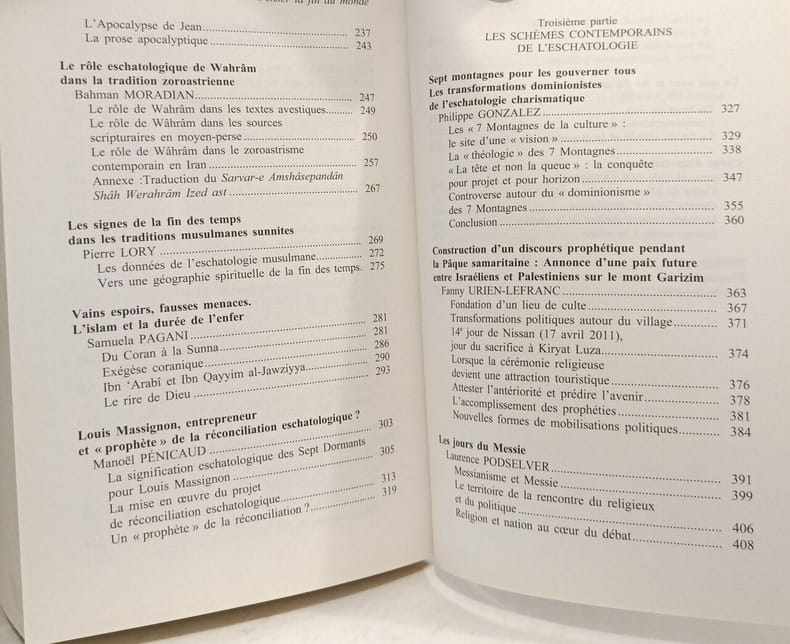 la fin du monde
L'Apocalypse de Jean 237
La prose apocalyptique 243
Le rôle eschatologique de Wahrâm
dans la tradition zoroastrienne
Bahman MORADIAN 247
Le rôle de Wahrâm dans les textes avestiques 249
Le rôle de Wâhrâm dans les sources
scripturaires en moyen-perse 250
Le rôle de Wâhrâm dans le zoroastrisme
contemporain en Iran 257
Annexe :Traduction du Sarvar-e Amshâsepandân
Shâh Werahrâm Ized ast 267
Les signes de la fin des temps
dans les traditions musulmanes sunnites
Pierre LORY 269
Les données de l'eschatologie musulmane 272
Vers une géographie spirituelle de la fin des temps. 275
Vains espoirs, fausses menaces.
L'islam et la durée de l'enfer
Samuela PAGANI 281
Du Coran à la Sunna 281
Exégèse coranique 286
Ibn 'Arabî et Ibn Qayyim al-Jawziyya 290
Le rire de Dieu 293
Louis Massignon, entrepreneur
et « prophète » de la réconciliation eschatologique ?
Manoël PÉNICAUD 303
La signification eschatologique des Sept Dormants
pour Louis Massignon 305
La mise en œuvre du projet
de réconciliation eschatologique 313
Un « prophète » de la réconciliation ? 319
Troisième partie
LES SCHÈMES CONTEMPORAINS
DE L'ESCHATOLOGIE
Sept montagnes pour les gouverner tous
Les transformations dominionistes
de l'eschatologie charismatique
Philippe GONZALEZ 327
Les « 7 Montagnes de la culture » :
le site d'une « vision » 329
La « théologie » des 7 Montagnes 338
« La tête et non la queue » : la conquête
pour projet et pour horizon 347
Controverse autour du « dominionisme »
des 7 Montagnes 355
Conclusion 360
Construction d'un discours prophétique pendant
la Pâque samaritaine : Annonce d'une paix future
entre Israéliens et Palestiniens sur le mont Garizim
Fanny URIEN-LEFRANC 363
Fondation d'un lieu de culte 367
Transformations politiques autour du village 371
14e jour de Nissan (17 avril 2011),
jour du sacrifice à Kiryat Luza 374
Lorsque la cérémonie religieuse
devient une attraction touristique 376
Attester l'antériorité et prédire l'avenir 378
L'accomplissement des prophéties 381
Nouvelles formes de mobilisations politiques 384
Les jours du Messie
Laurence PODSELVER 391
Messianisme et Messie 399
Le territoire de la rencontre du religieux
et du politique 406
Religion et nation au cœur du débat 408